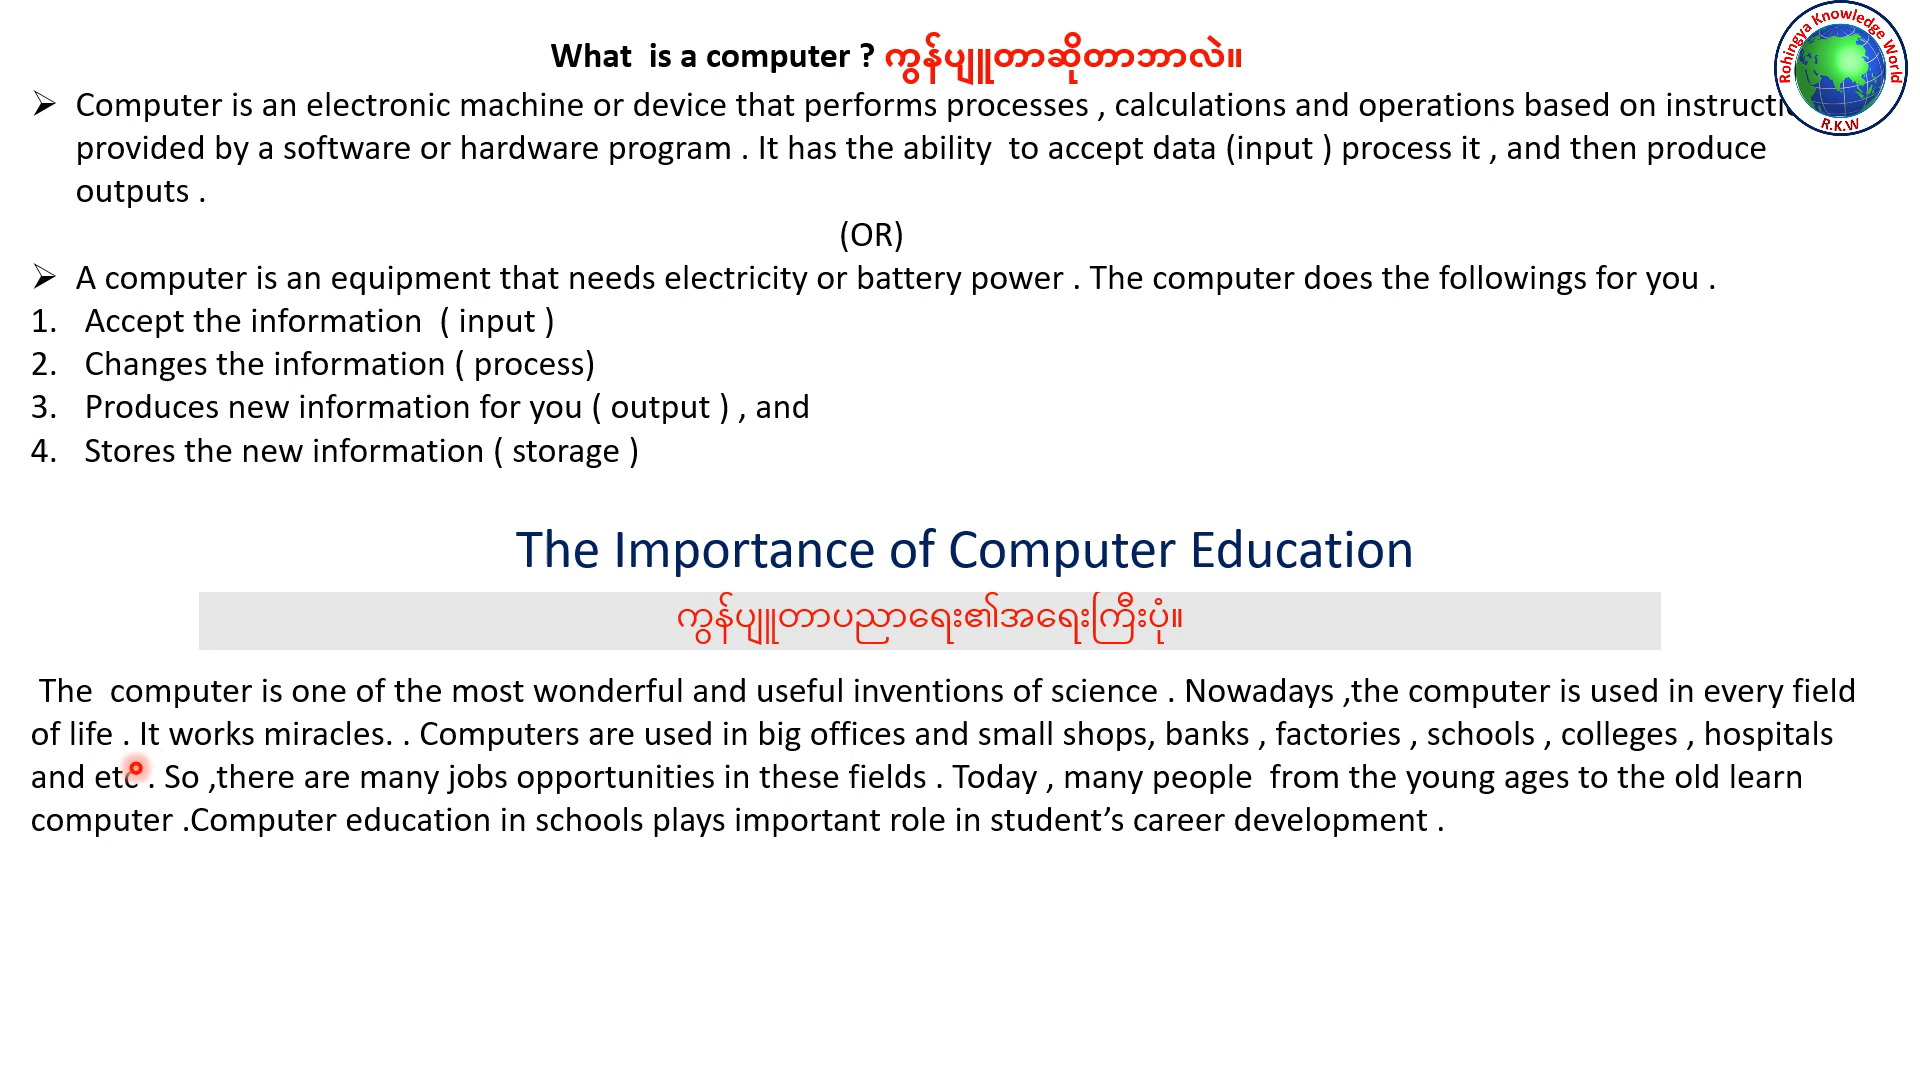 What is a computer ? ကွန်ပျူတာဆိုတာဘာလဲ။
Rohingya Knowledge World
R.K.W
➢ Computer is an electronic machine or device that performs processes , calculations and operations based on
provided by a software or hardware program . It has the ability to accept data (input ) process it , and then produce
outputs .
(OR)
➢ A computer is an equipment that needs electricity or battery power . The computer does the followings for you .
1. Accept the information ( input )
2. Changes the information ( process)
3. Produces new information for you ( output ) , and
4. Stores the new information ( storage )
The Importance of Computer Education
ကွန်ပျူတာပညာရေး၏အရေးကြီးပုံ။
The computer is one of the most wonderful and useful inventions of science . Nowadays ,the computer is used in every field
of life . It works miracles. . Computers are used in big offices and small shops, banks , factories , schools , colleges , hospitals
and etc . So ,there are many jobs opportunities in these fields . Today , many people from the young ages to the old learn
computer .Computer education in schools plays important role in student’s career development .